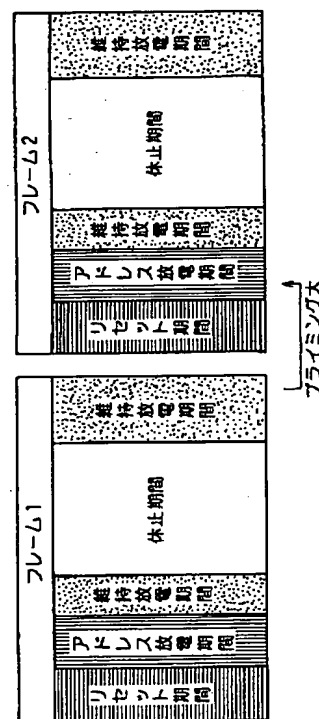 フレーム1
リセット期間
アドレス放電期間
維持放電期間
休止期間
維持放電期間
フレーム2
リセット期間
アドレス放電期間
維持放電期間
休止期間
維持放電期間
プライミング大